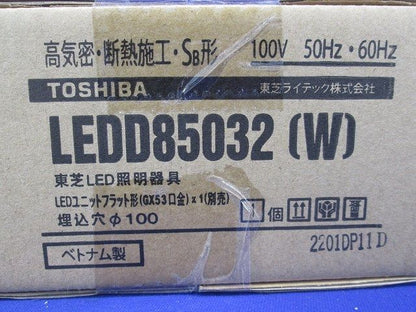 高気密・断熱施工・SB形 100V 50Hz・60Hz
TOSHIBA 東芝ライテック株式会社
LEDD85032 (W)
東芝LED照明器具
LEDユニットフラット形(GX53口金) x 1(別売)
埋込穴φ100 1個
ベトナム製 2201DP11D